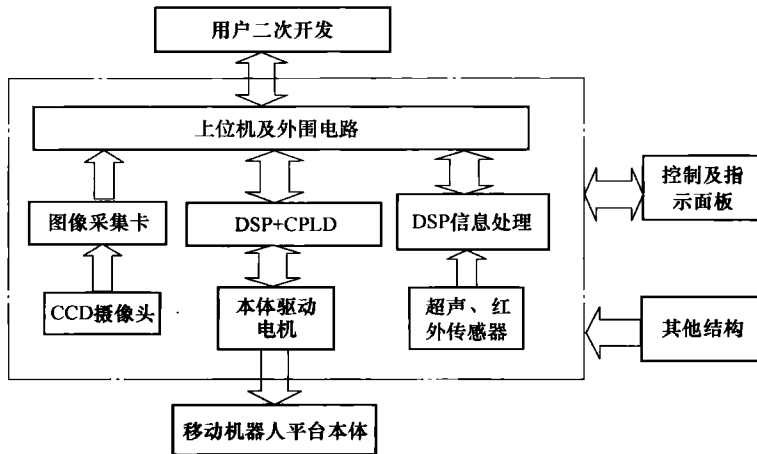 用户二次开发
上位机及外围电路
控制及指
示面板
图像采集卡
DSP+CPLD
DSP信息处理
CCD摄像头
本体驱动
电机
超声、红
外传感器
其他结构
移动机器人平台本体